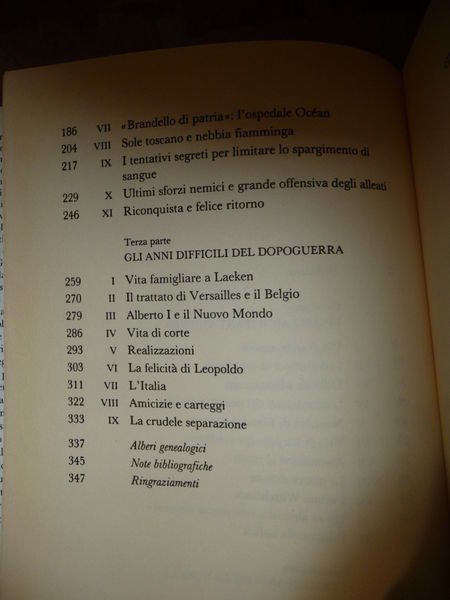 186 VII «Brandello di patria»: l'ospedale Océan
204 VIII Sole toscano e nebbia fiamminga
217 IX I tentativi segreti per limitare lo spargimento di
sangue
229 X Ultimi sforzi nemici e grande offensiva degli alleati
246 XI Riconquista e felice ritorno
Terza parte
GLI ANNI DIFFICILI DEL DOPOGUERRA
259 I Vita famigliare a Laeken
270 II Il trattato di Versailles e il Belgio
279 III Alberto I e il Nuovo Mondo
286 IV Vita di corte
293 V Realizzazioni
303 VI La felicità di Leopoldo
311 VII L'Italia
322 VIII Amicizie e carteggi
333 IX La crudele separazione
337 Alberi genealogici
345 Note bibliografiche
347 Ringraziamenti